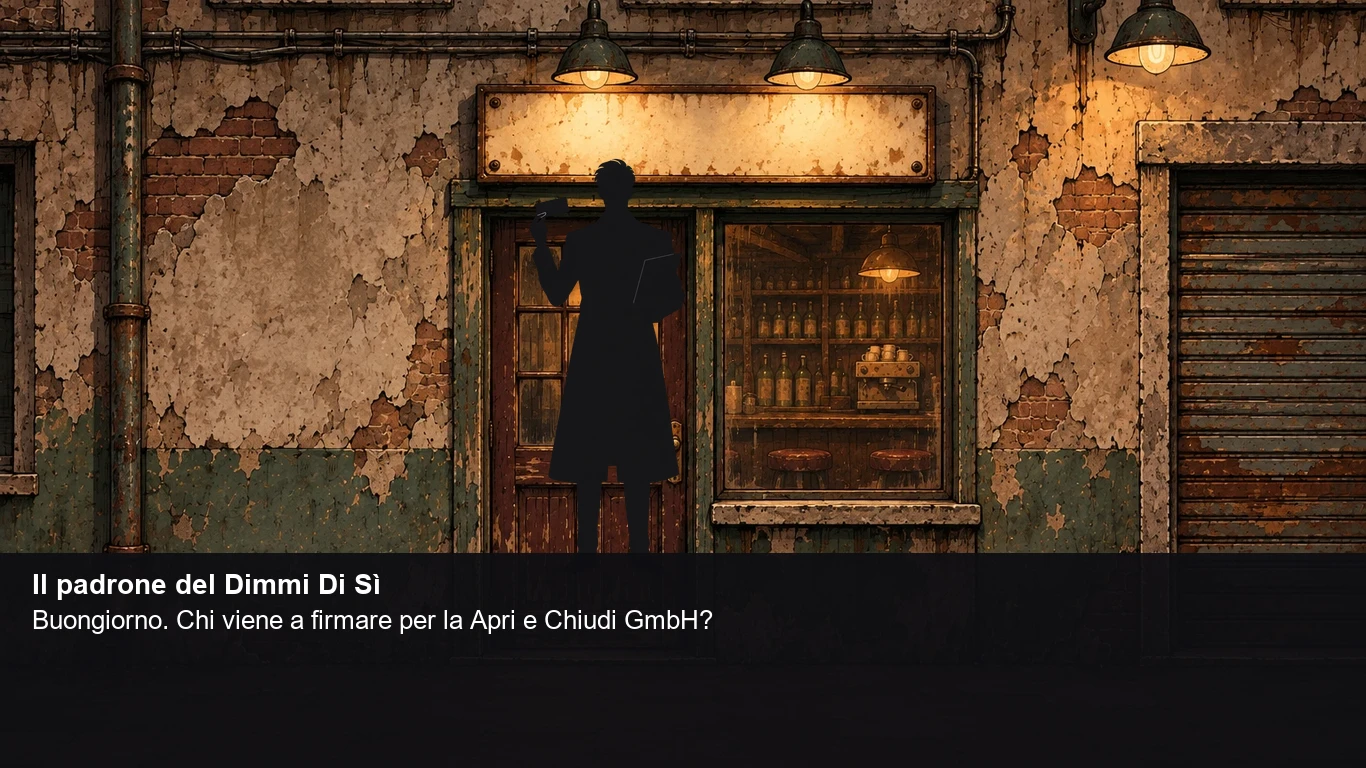 Il padrone del Dimmi Di Sì
Buongiorno. Chi viene a firmare per la Apri e Chiudi GmbH?